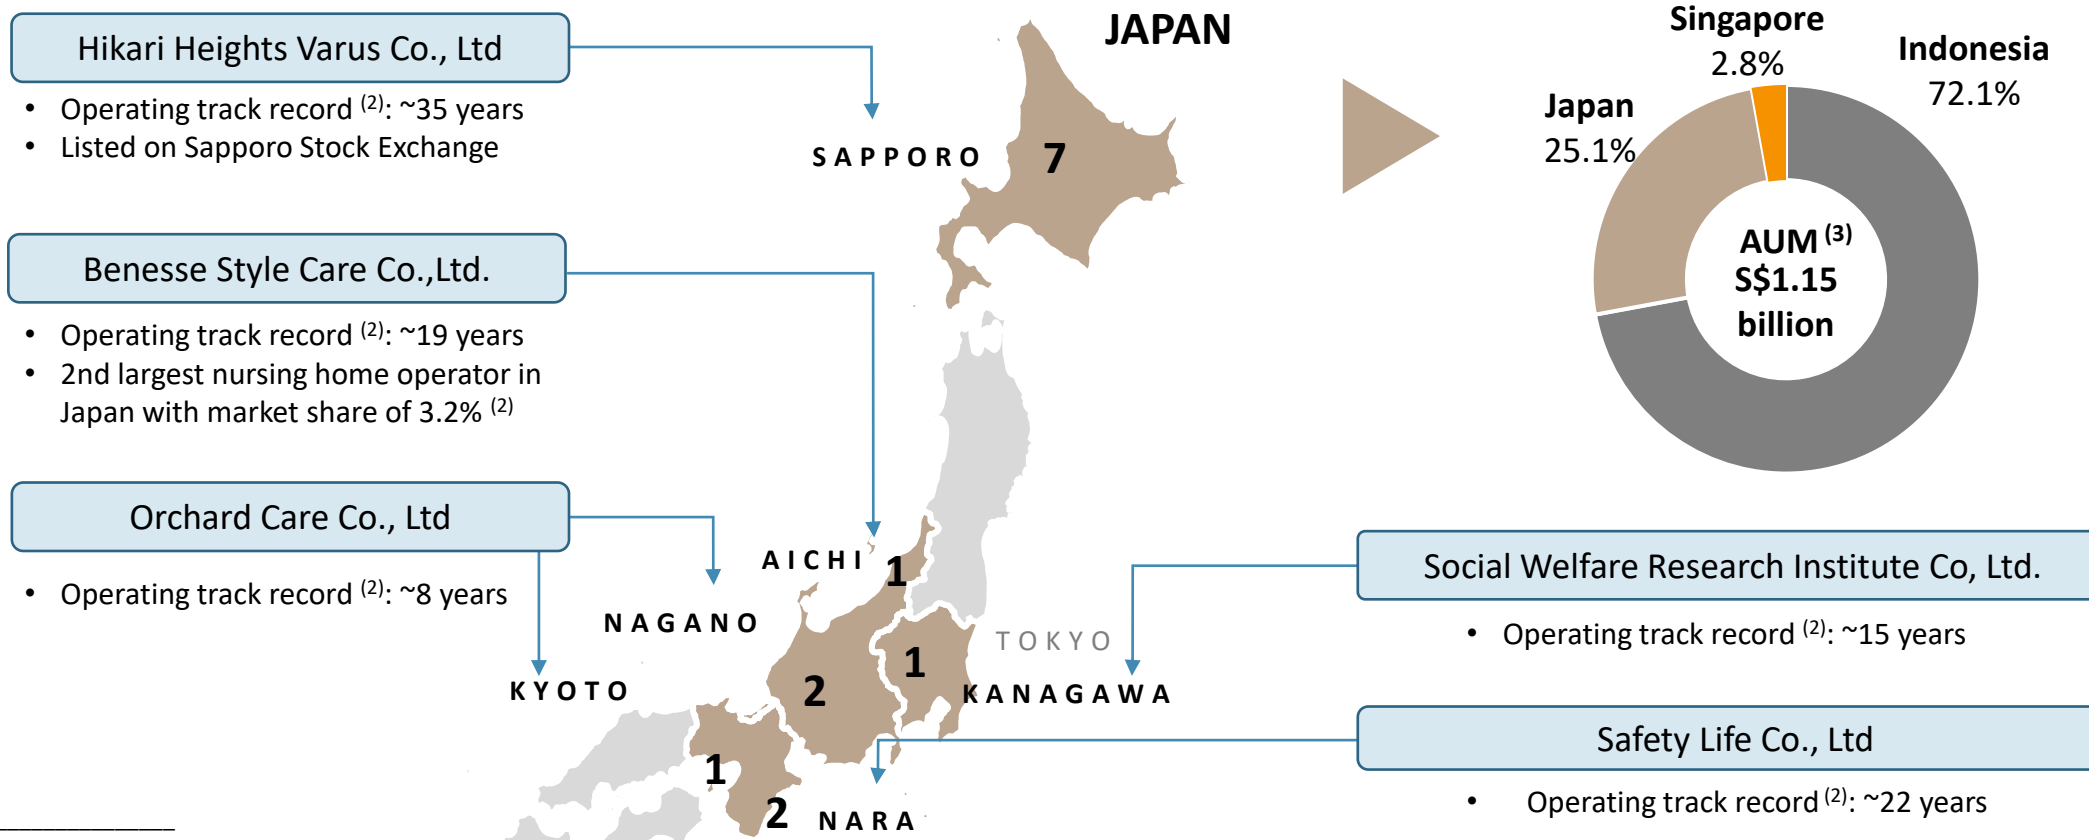 JAPAN
Hikari Heights Varus Co., Ltd
• Operating track record (2): ~35 years
• Listed on Sapporo Stock Exchange
Benesse Style Care Co.,Ltd.
• Operating track record (2): ~19 years
• 2nd largest nursing home operator in
Japan with market share of 3.2% (2)
Orchard Care Co., Ltd
• Operating track record (2): ~8 years
SAPPORO
7
AICHI
1
NAGANO
2
TOKYO
1
KYOTO
KANAGAWA
1
2
NARA
Singapore
2.8%
Indonesia
72.1%
Japan
25.1%
AUM (3)
S$1.15
billion
Social Welfare Research Institute Co, Ltd.
• Operating track record (2): ~15 years
Safety Life Co., Ltd
• Operating track record (2): ~22 years